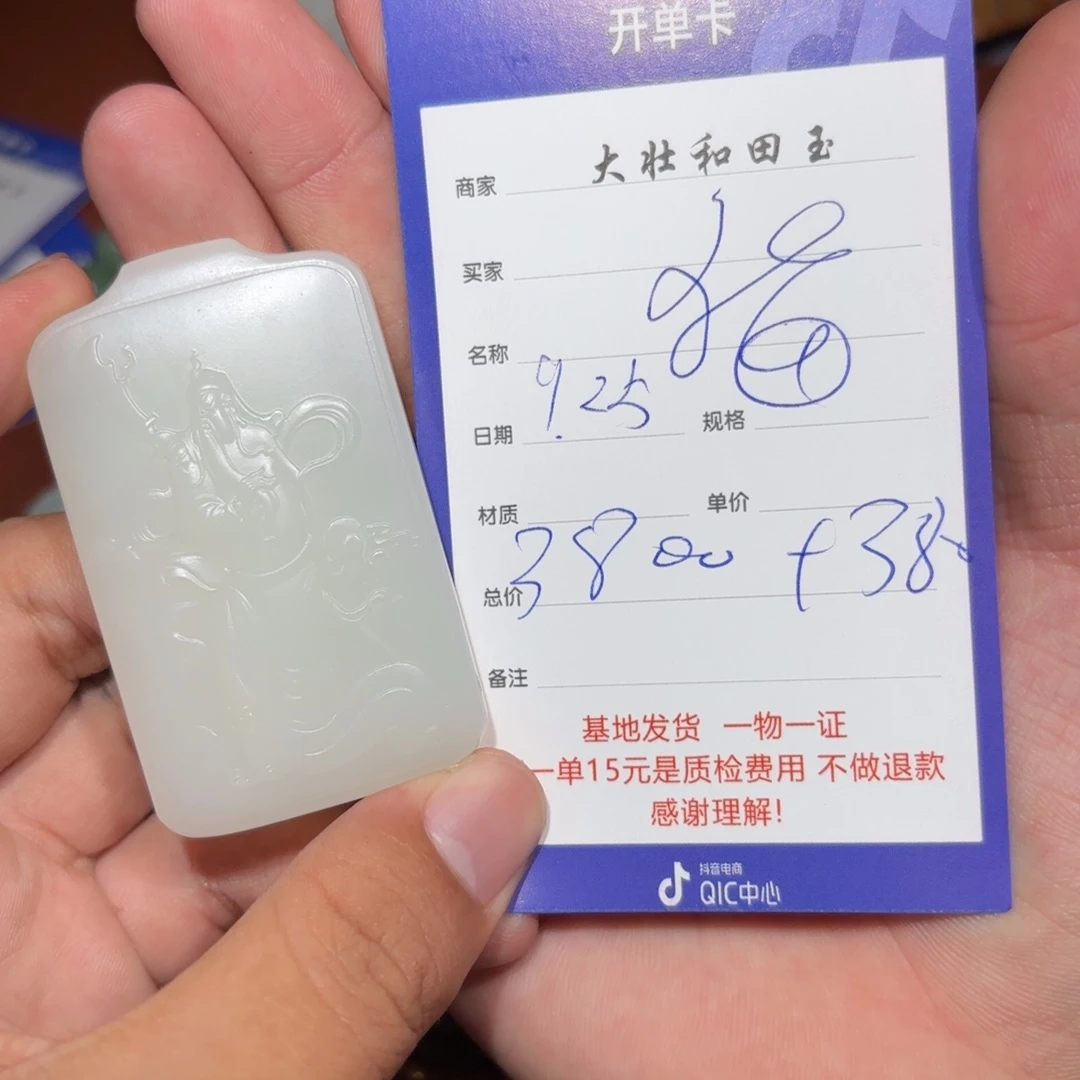 开单卡
商家 大壮和田玉
买家
名称
日期 9.25 规格
材质 单价
总价 3800 + 380
备注
基地发货 一物一证
一单15元是质检费用 不做退款
感谢理解!
抖音电商
QIC中心